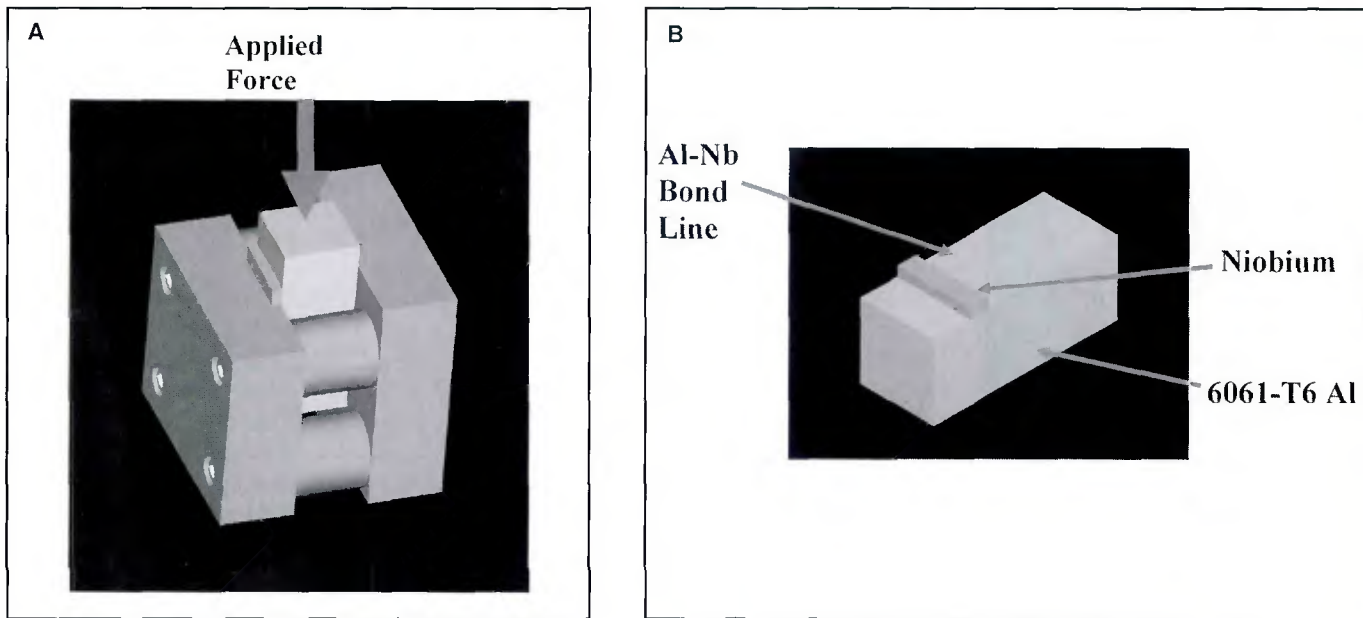 A
Applied
Force
B
Al-Nb
Bond
Line
Niobium
6061-T6 Al